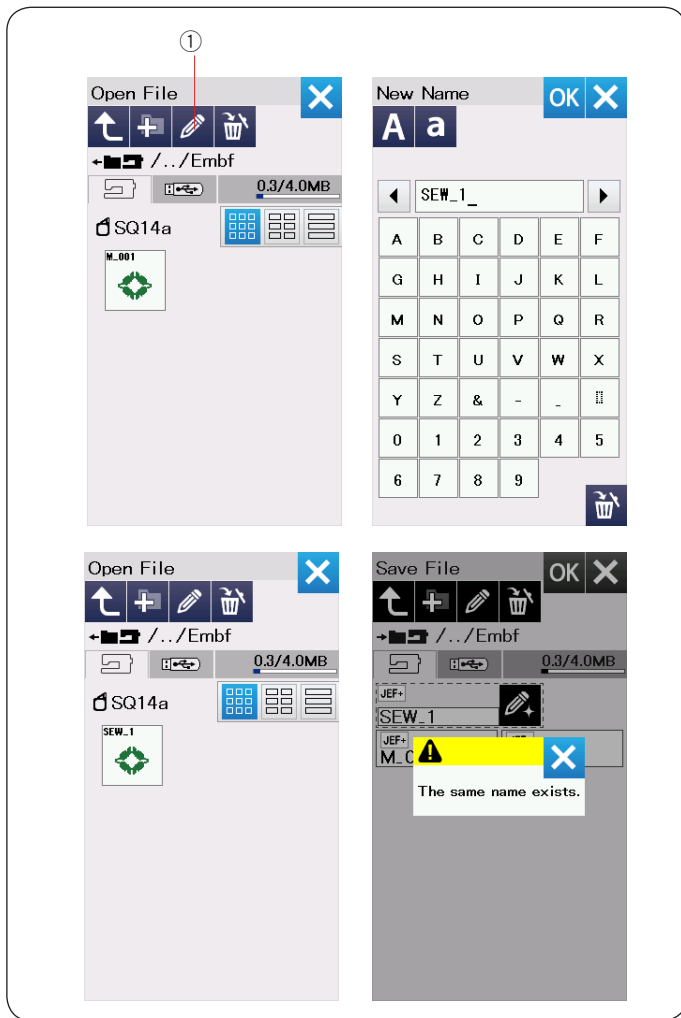 ①
Open File
/../Embf
0.3/4.0MB
SQ14a
M_001
New Name
OK
A a
SEW_1_
A B C D E F
G H I J K L
M N O P Q R
S T U V W X
Y Z & - _
0 1 2 3 4 5
6 7 8 9
Open File
/../Embf
0.3/4.0MB
SQ14a
SEW_1
Save File
OK
/../Embf
0.3/4.0MB
JEF+
SEW_1
JEF+
M_
The same name exists.